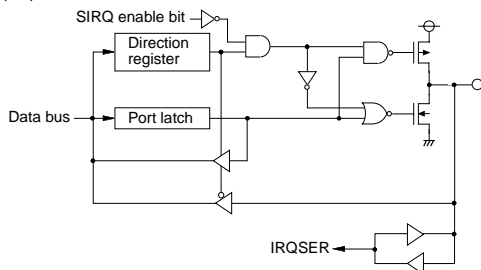 SIRQ enable bit
Direction
register
Data bus
Port latch
IRQSER